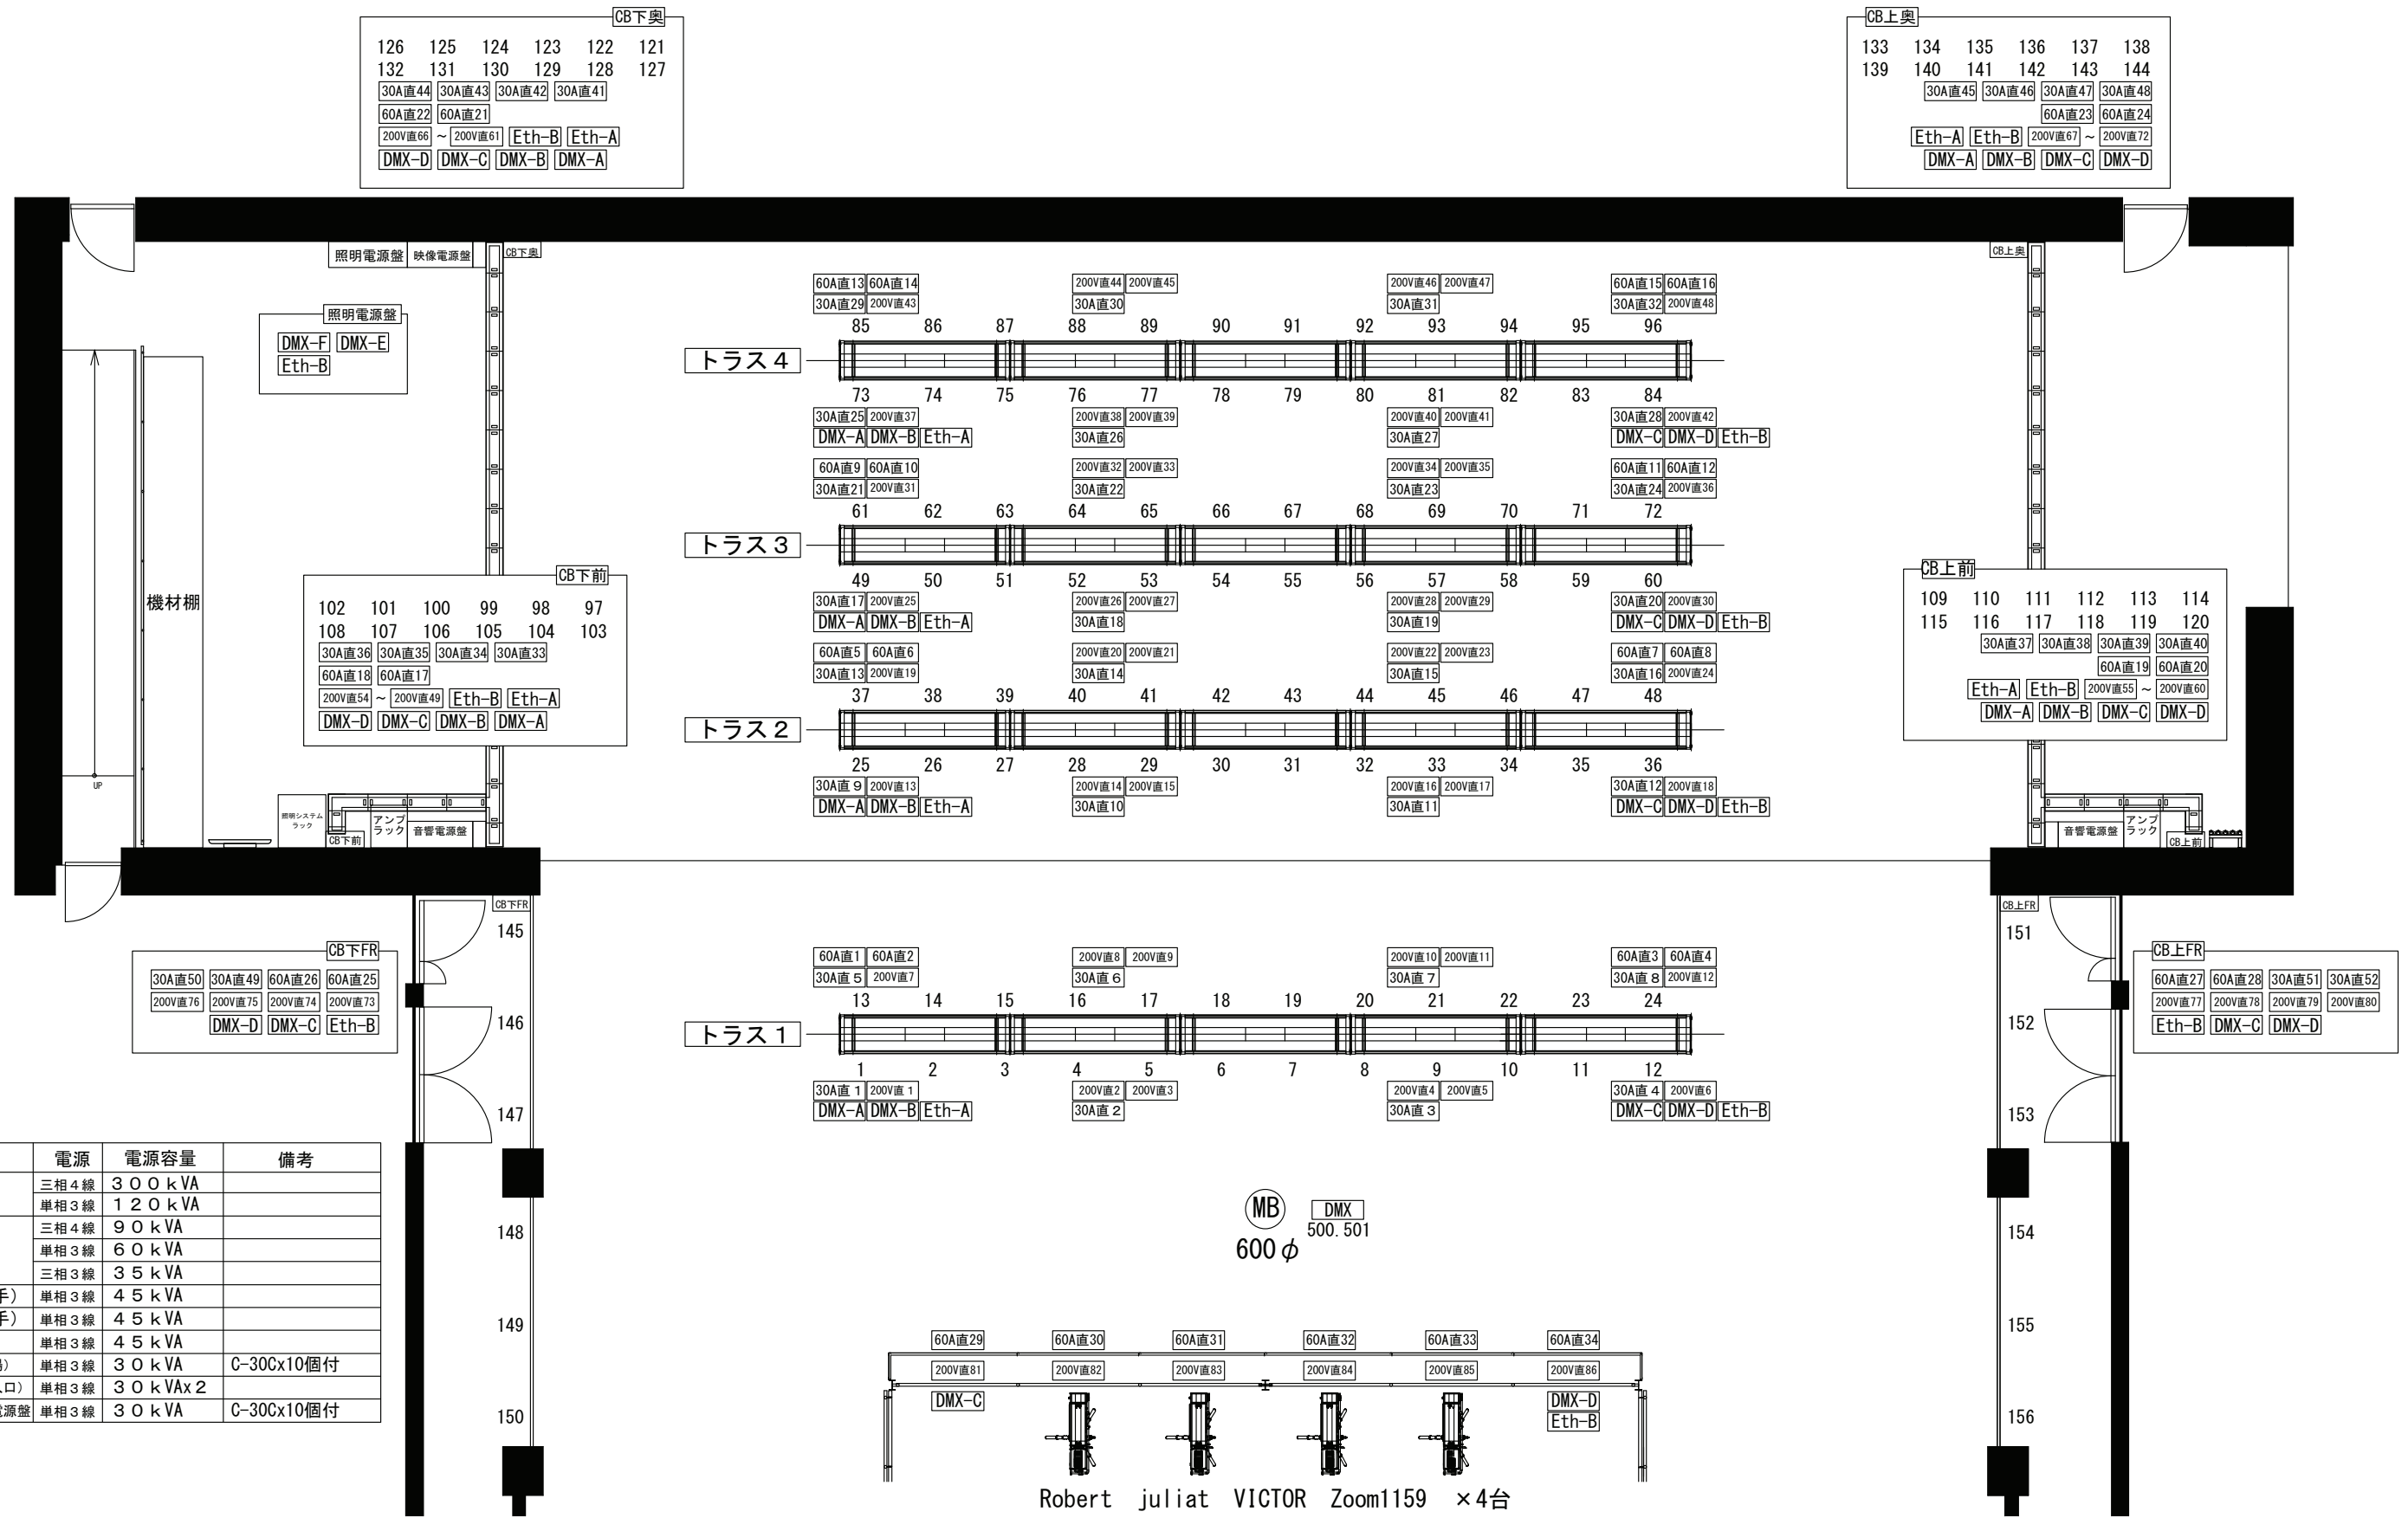 CB下奥
126 125 124 123 122 121
132 131 130 129 128 127
30A直44 30A直43 30A直42 30A直41
60A直22 60A直21
200V直66 ~ 200V直61 Eth-B Eth-A
DMX-D DMX-C DMX-B DMX-A
CB上奥
133 134 135 136 137 138
139 140 141 142 143 144
30A直45 30A直46 30A直47 30A直48
60A直23 60A直24
Eth-A Eth-B 200V直67 ~ 200V直72
DMX-A DMX-B DMX-C DMX-D
照明電源盤 映像電源盤 CB下奥
CB上奥
照明電源盤
DMX-F DMX-E
Eth-B
60A直13 60A直14 200V直44 200V直45 200V直46 200V直47 60A直15 60A直16
30A直29 200V直43 30A直30 30A直31 30A直32 200V直48
85 86 87 88 89 90 91 92 93 94 95 96
トラス4
73 74 75 76 77 78 79 80 81 82 83 84
30A直25 200V直37 200V直38 200V直39 200V直40 200V直41 30A直28 200V直42
DMX-A DMX-B Eth-A 30A直26 30A直27 DMX-C DMX-D Eth-B
60A直9 60A直10 200V直32 200V直33 200V直34 200V直35 60A直11 60A直12
30A直21 200V直31 30A直22 30A直23 30A直24 200V直36
61 62 63 64 65 66 67 68 69 70 71 72
トラス3
49 50 51 52 53 54 55 56 57 58 59 60
30A直17 200V直25 200V直26 200V直27 200V直28 200V直29 30A直20 200V直30
DMX-A DMX-B Eth-A 30A直18 30A直19 DMX-C DMX-D Eth-B
60A直5 60A直6 200V直20 200V直21 200V直22 200V直23 60A直7 60A直8
30A直13 200V直19 30A直14 30A直15 30A直16 200V直24
37 38 39 40 41 42 43 44 45 46 47 48
トラス2
25 26 27 28 29 30 31 32 33 34 35 36
30A直9 200V直13 200V直14 200V直15 200V直16 200V直17 30A直12 200V直18
DMX-A DMX-B Eth-A 30A直10 30A直11 DMX-C DMX-D Eth-B
機材棚
UP
CB下前
102 101 100 99 98 97
108 107 106 105 104 103
30A直36 30A直35 30A直34 30A直33
60A直18 60A直17
200V直54 ~ 200V直49 Eth-B Eth-A
DMX-D DMX-C DMX-B DMX-A
CB上前
109 110 111 112 113 114
115 116 117 118 119 120
30A直37 30A直38 30A直39 30A直40
60A直19 60A直20
Eth-A Eth-B 200V直55 ~ 200V直60
DMX-A DMX-B DMX-C DMX-D
照明システム
ラック
CB下前
アンプ
ラック
音響電源盤
音響電源盤
アンプ
ラック
CB上前
CB下FR
145
146
147
148
149
150
CB上FR
151
152
153
154
155
156
CB下FR
30A直50 30A直49 60A直26 60A直25
200V直76 200V直75 200V直74 200V直73
DMX-D DMX-C Eth-B
CB上FR
60A直27 60A直28 30A直51 30A直52
200V直77 200V直78 200V直79 200V直80
Eth-B DMX-C DMX-D
60A直1 60A直2 200V直8 200V直9 200V直10 200V直11 60A直3 60A直4
30A直5 200V直7 30A直6 30A直7 30A直8 200V直12
13 14 15 16 17 18 19 20 21 22 23 24
トラス1
1 2 3 4 5 6 7 8 9 10 11 12
30A直1 200V直1 200V直2 200V直3 200V直4 200V直5 30A直4 200V直6
DMX-A DMX-B Eth-A 30A直2 30A直3 DMX-C DMX-D Eth-B
MB DMX
500.501
600φ
電源 電源容量 備考
三相4線 300kVA
単相3線 120kVA
三相4線 90kVA
単相3線 60kVA
三相3線 35kVA
手) 単相3線 45kVA
手) 単相3線 45kVA
単相3線 45kVA
) 単相3線 30kVA C-30Cx10個付
口) 単相3線 30kVAx2
電源盤 単相3線 30kVA C-30Cx10個付
60A直29 60A直30 60A直31 60A直32 60A直33 60A直34
200V直81 200V直82 200V直83 200V直84 200V直85 200V直86
DMX-C DMX-D
Eth-B
Robert juliat VICTOR Zoom1159 ×4台